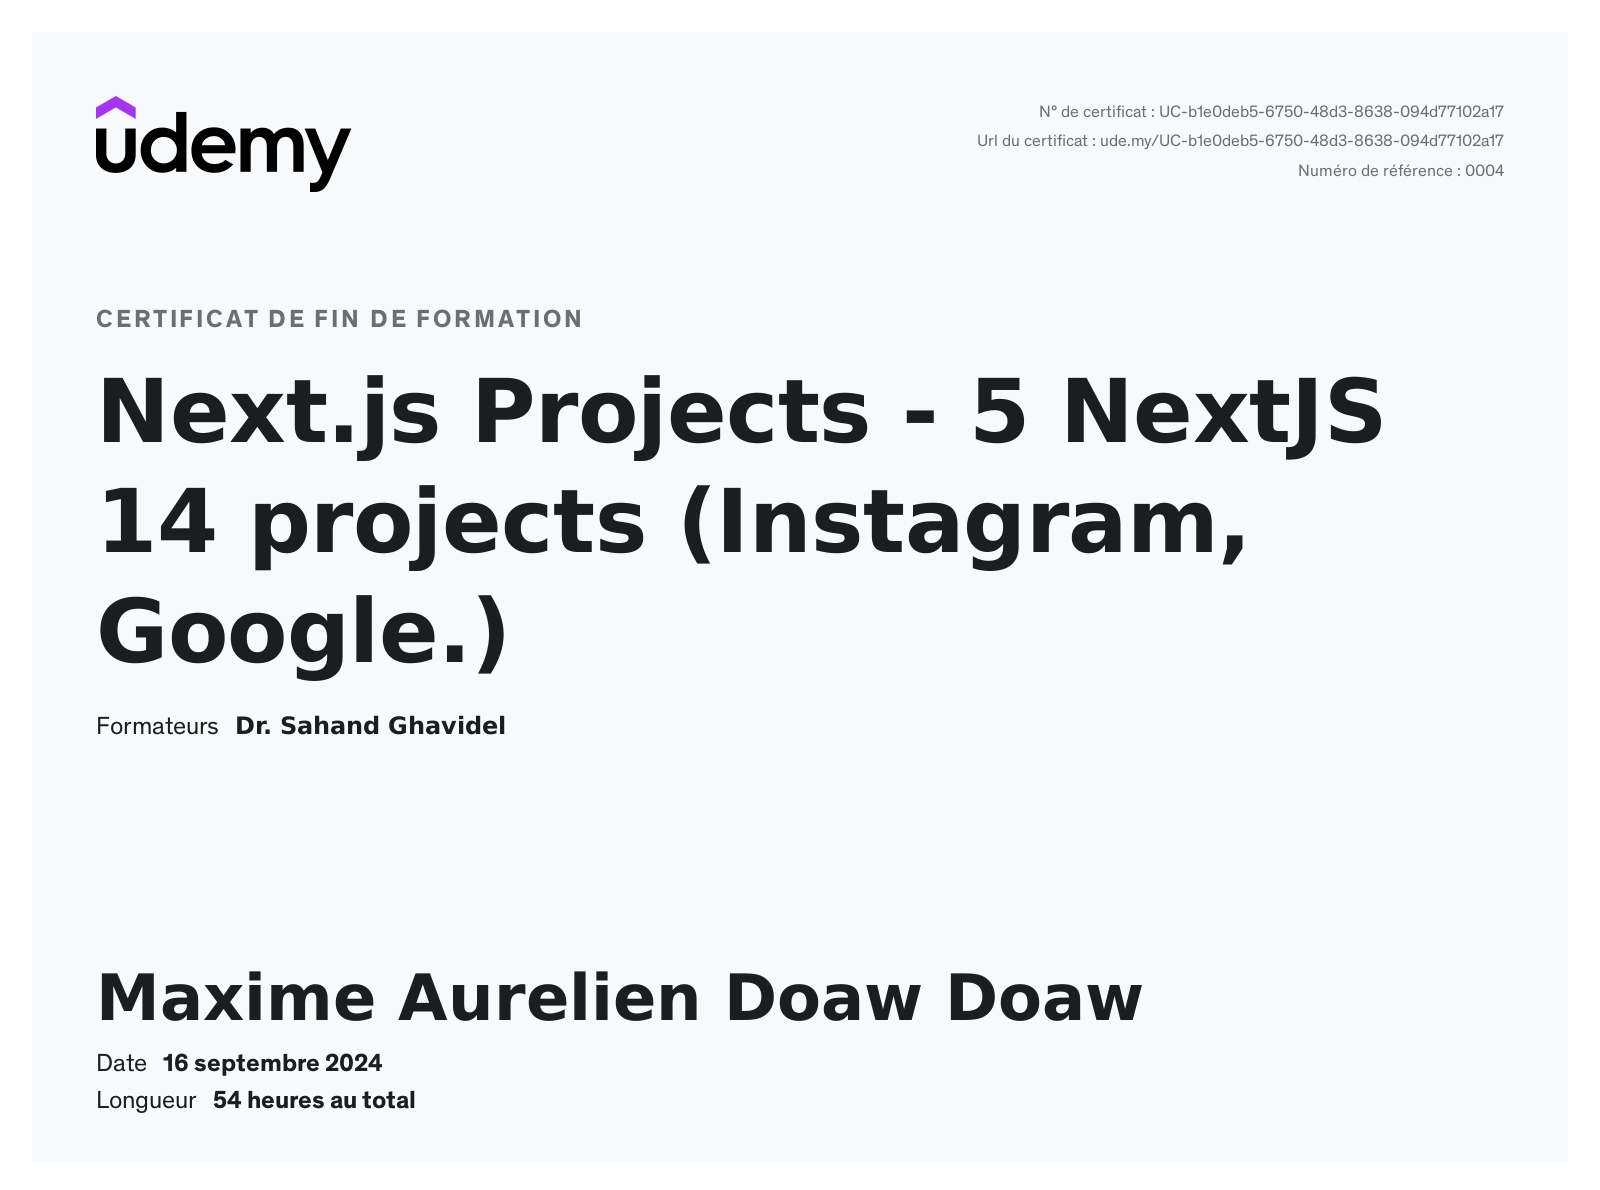 udemy
N° de certificat : UC-b1e0deb5-6750-48d3-8638-094d77102a17
Url du certificat : ude.my/UC-b1e0deb5-6750-48d3-8638-094d77102a17
Numéro de référence : 0004
CERTIFICAT DE FIN DE FORMATION
Next.js Projects - 5 NextJS
14 projects (Instagram,
Google.)
Formateurs Dr. Sahand Ghavidel
Maxime Aurelien Doaw Doaw
Date 16 septembre 2024
Longueur 54 heures au total